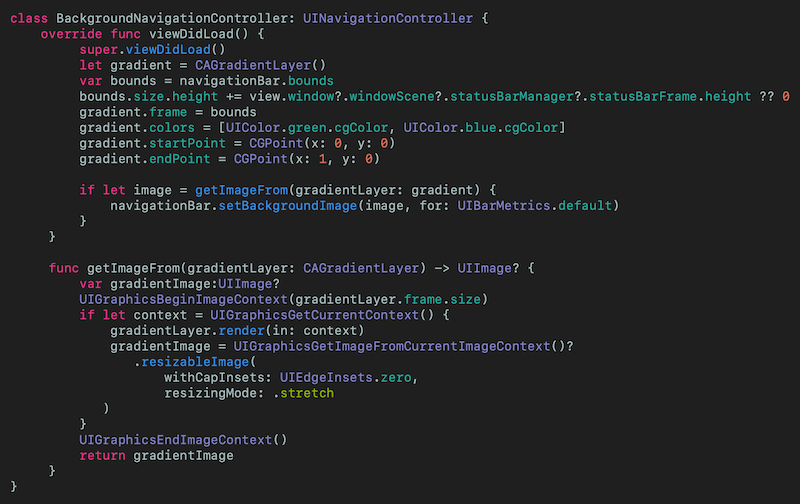 class BackgroundNavigationController: UINavigationController {
    override func viewDidLoad() {
         super.viewDidLoad()
         let gradient = CAGradientLayer()
         var bounds = navigationBar.bounds
         bounds.size.height += view.window?.windowScene?.statusBarManager?.statusBarFrame.height ?? 0
         gradient.frame = bounds
         gradient.colors = [UIColor.green.cgColor, UIColor.blue.cgColor]
         gradient.startPoint = CGPoint(x: 0, y: 0)
         gradient.endPoint = CGPoint(x: 1, y: 0)

         if let image = getImageFrom(gradientLayer: gradient) {
             navigationBar.setBackgroundImage(image, for: UIBarMetrics.default)
         }
     }

     func getImageFrom(gradientLayer: CAGradientLayer) -> UIImage? {
         var gradientImage:UIImage?
         UIGraphicsBeginImageContext(gradientLayer.frame.size)
         if let context = UIGraphicsGetCurrentContext() {
             gradientLayer.render(in: context)
             gradientImage = UIGraphicsGetImageFromCurrentImageContext()?
                .resizableImage(
                    withCapInsets: UIEdgeInsets.zero,
                    resizingMode: .stretch
            )
         }
         UIGraphicsEndImageContext()
         return gradientImage
     }
}